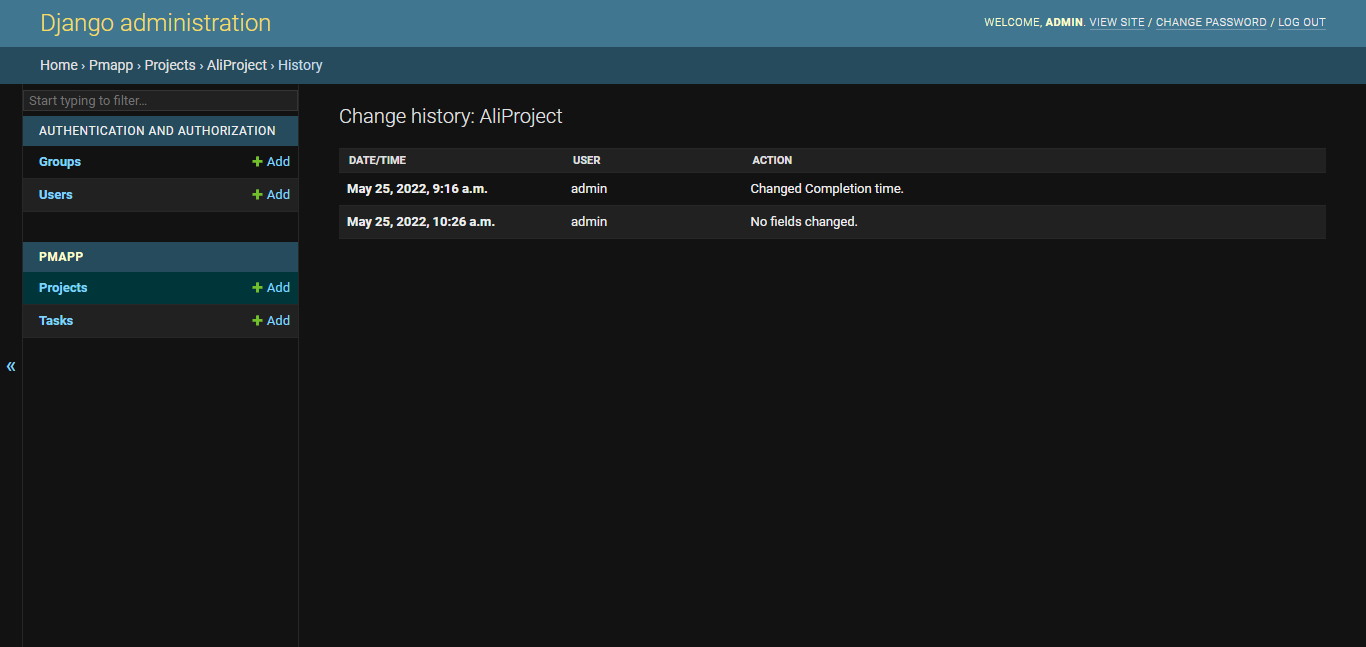 Django administration
WELCOME, ADMIN. VIEW SITE / CHANGE PASSWORD / LOG OUT
Home › Pmapp › Projects › AliProject › History
Start typing to filter...
AUTHENTICATION AND AUTHORIZATION
Groups + Add
Users + Add
PMAPP
Projects + Add
Tasks + Add
«
Change history: AliProject
DATE/TIME USER ACTION
May 25, 2022, 9:16 a.m. admin Changed Completion time.
May 25, 2022, 10:26 a.m. admin No fields changed.